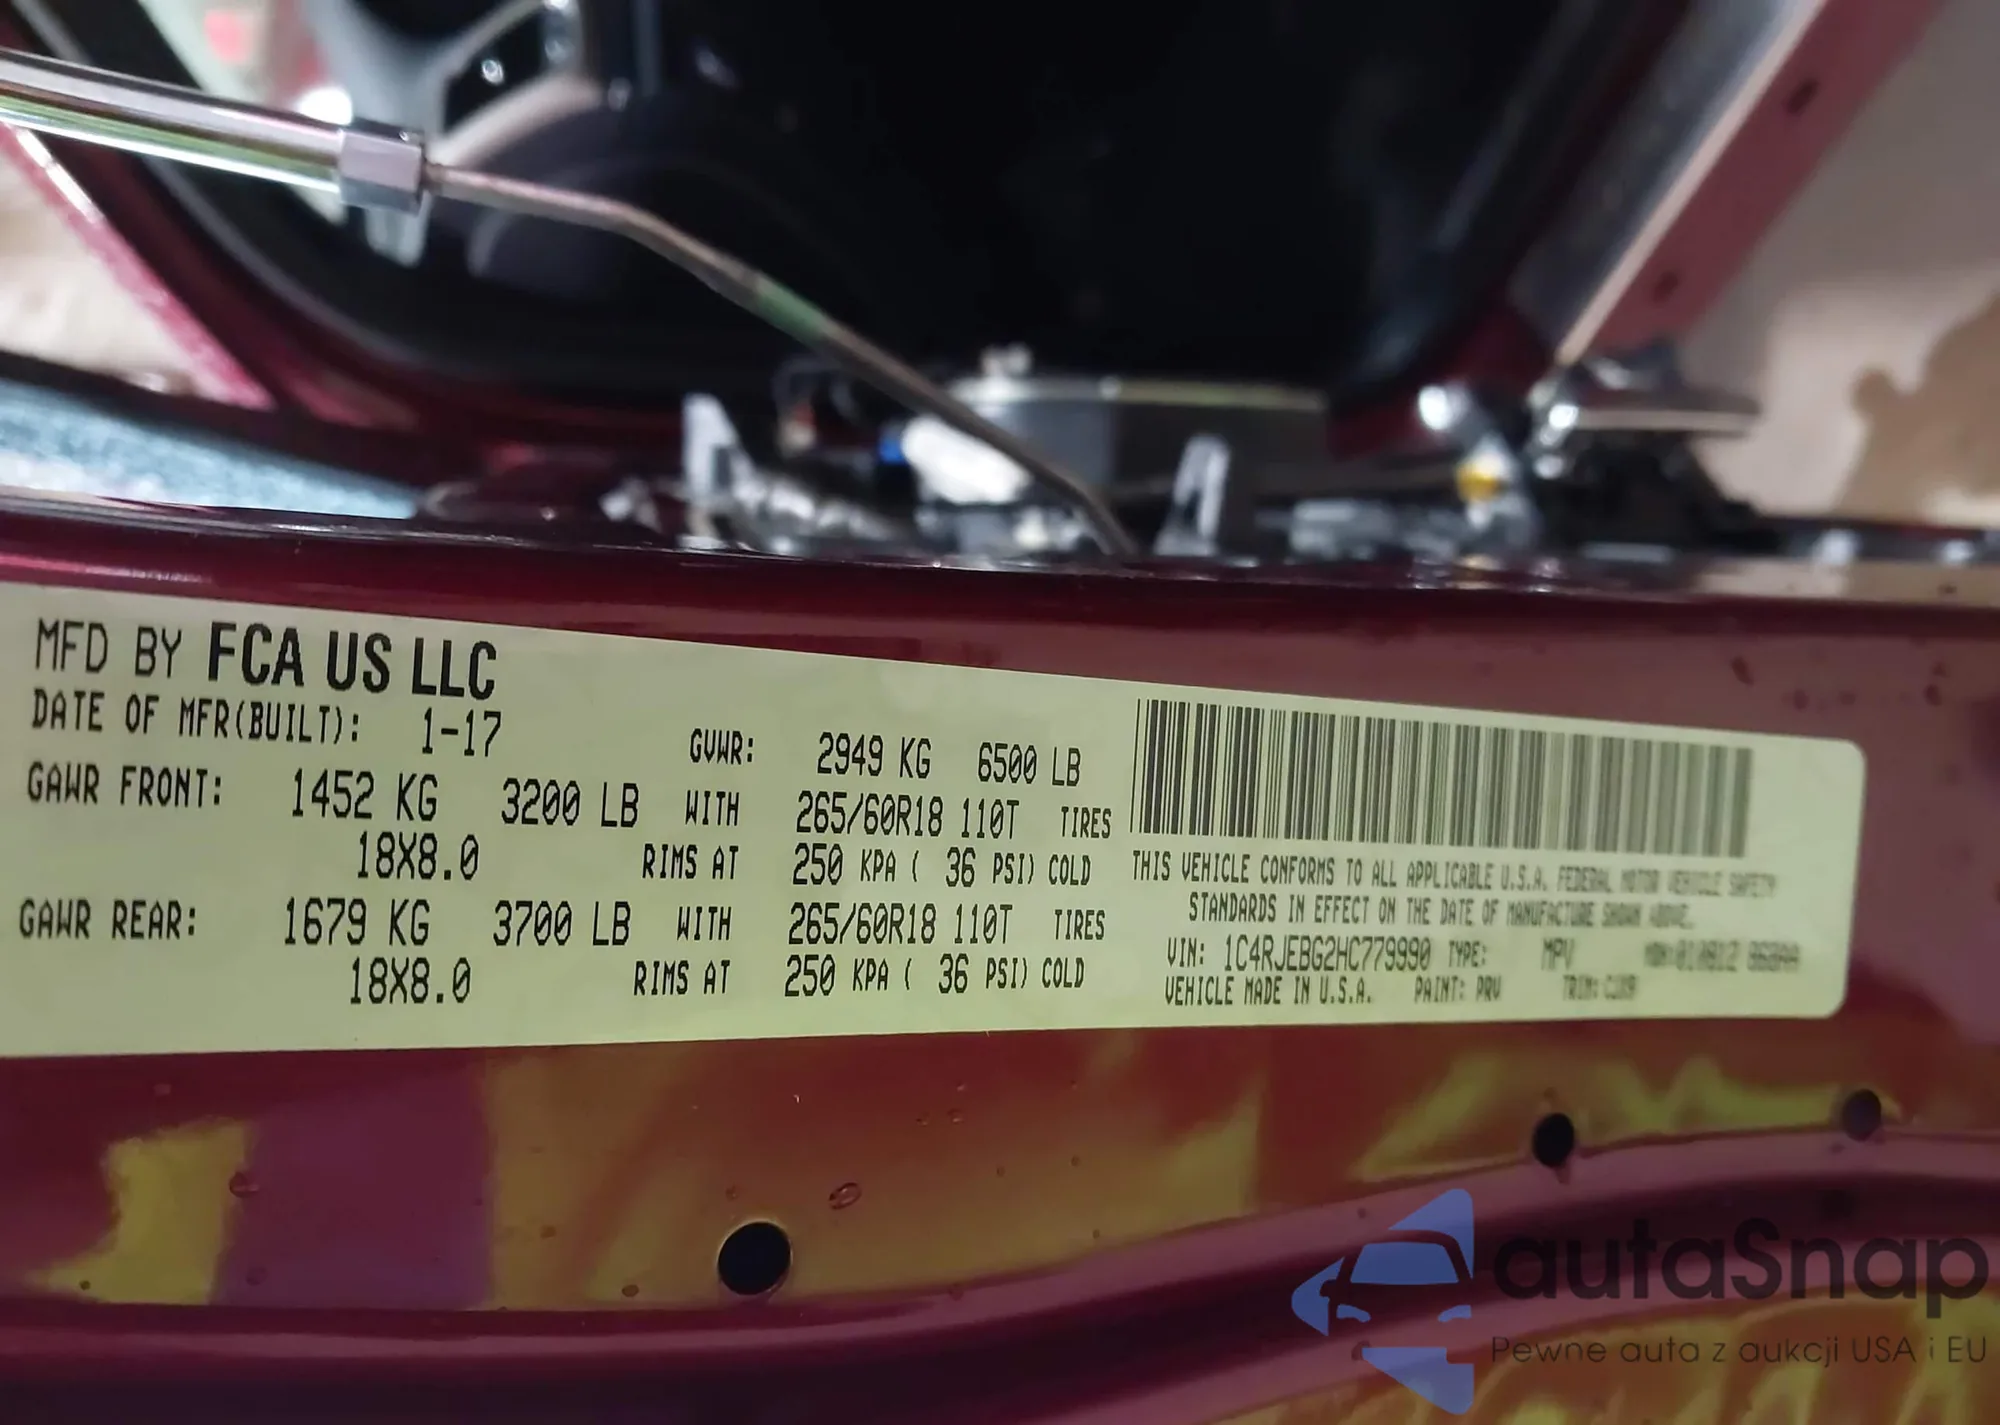 MFD BY FCA US LLC
DATE OF MFR(BUILT): 1-17 GVWR: 2949 KG 6500 LB
GAWR FRONT: 1452 KG 3200 LB WITH 265/60R18 110T TIRES
18X8.0 RIMS AT 250 KPA ( 36 PSI) COLD
GAWR REAR: 1679 KG 3700 LB WITH 265/60R18 110T TIRES
18X8.0 RIMS AT 250 KPA ( 36 PSI) COLD
THIS VEHICLE CONFORMS TO ALL APPLICABLE U.S.A. FEDERAL MOTOR VEHICLE SAFETY
STANDARDS IN EFFECT ON THE DATE OF MANUFACTURE SHOWN ABOVE.
VIN: 1C4RJEBG2HC779990 TYPE: MPV
VEHICLE MADE IN U.S.A. PAINT: PRV TRIM:
autaSnap
Pewne auta z aukcji USA i EU